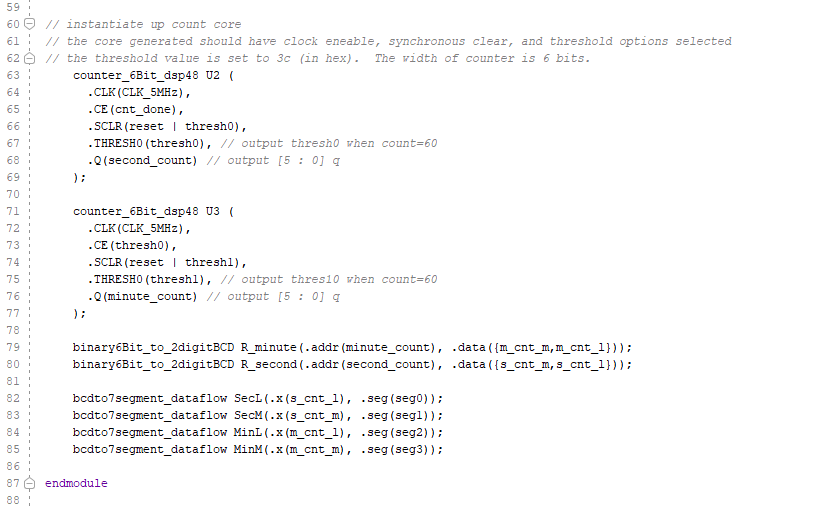 59
60 // instantiate up count core
61 // the core generated should have clock eneable, synchronous clear, and threshold options selected
62 // the threshold value is set to 3c (in hex).  The width of counter is 6 bits.
63 counter_6Bit_dsp48 U2 (
64 .CLK(CLK_5MHz),
65 .CE(cnt_done),
66 .SCLR(reset | thresh0),
67 .THRESH0(thresh0), // output thresh0 when count=60
68 .Q(second_count) // output [5 : 0] q
69 );
70
71 counter_6Bit_dsp48 U3 (
72 .CLK(CLK_5MHz),
73 .CE(thresh0),
74 .SCLR(reset | thresh1),
75 .THRESH0(thresh1), // output thres10 when count=60
76 .Q(minute_count) // output [5 : 0] q
77 );
78
79 binary6Bit_to_2digitBCD R_minute(.addr(minute_count), .data({m_cnt_m,m_cnt_l}));
80 binary6Bit_to_2digitBCD R_second(.addr(second_count), .data({s_cnt_m,s_cnt_l}));
81
82 bcdto7segment_dataflow SecL(.x(s_cnt_l), .seg(seg0));
83 bcdto7segment_dataflow SecM(.x(s_cnt_m), .seg(seg1));
84 bcdto7segment_dataflow MinL(.x(m_cnt_l), .seg(seg2));
85 bcdto7segment_dataflow MinM(.x(m_cnt_m), .seg(seg3));
86
87 endmodule
88